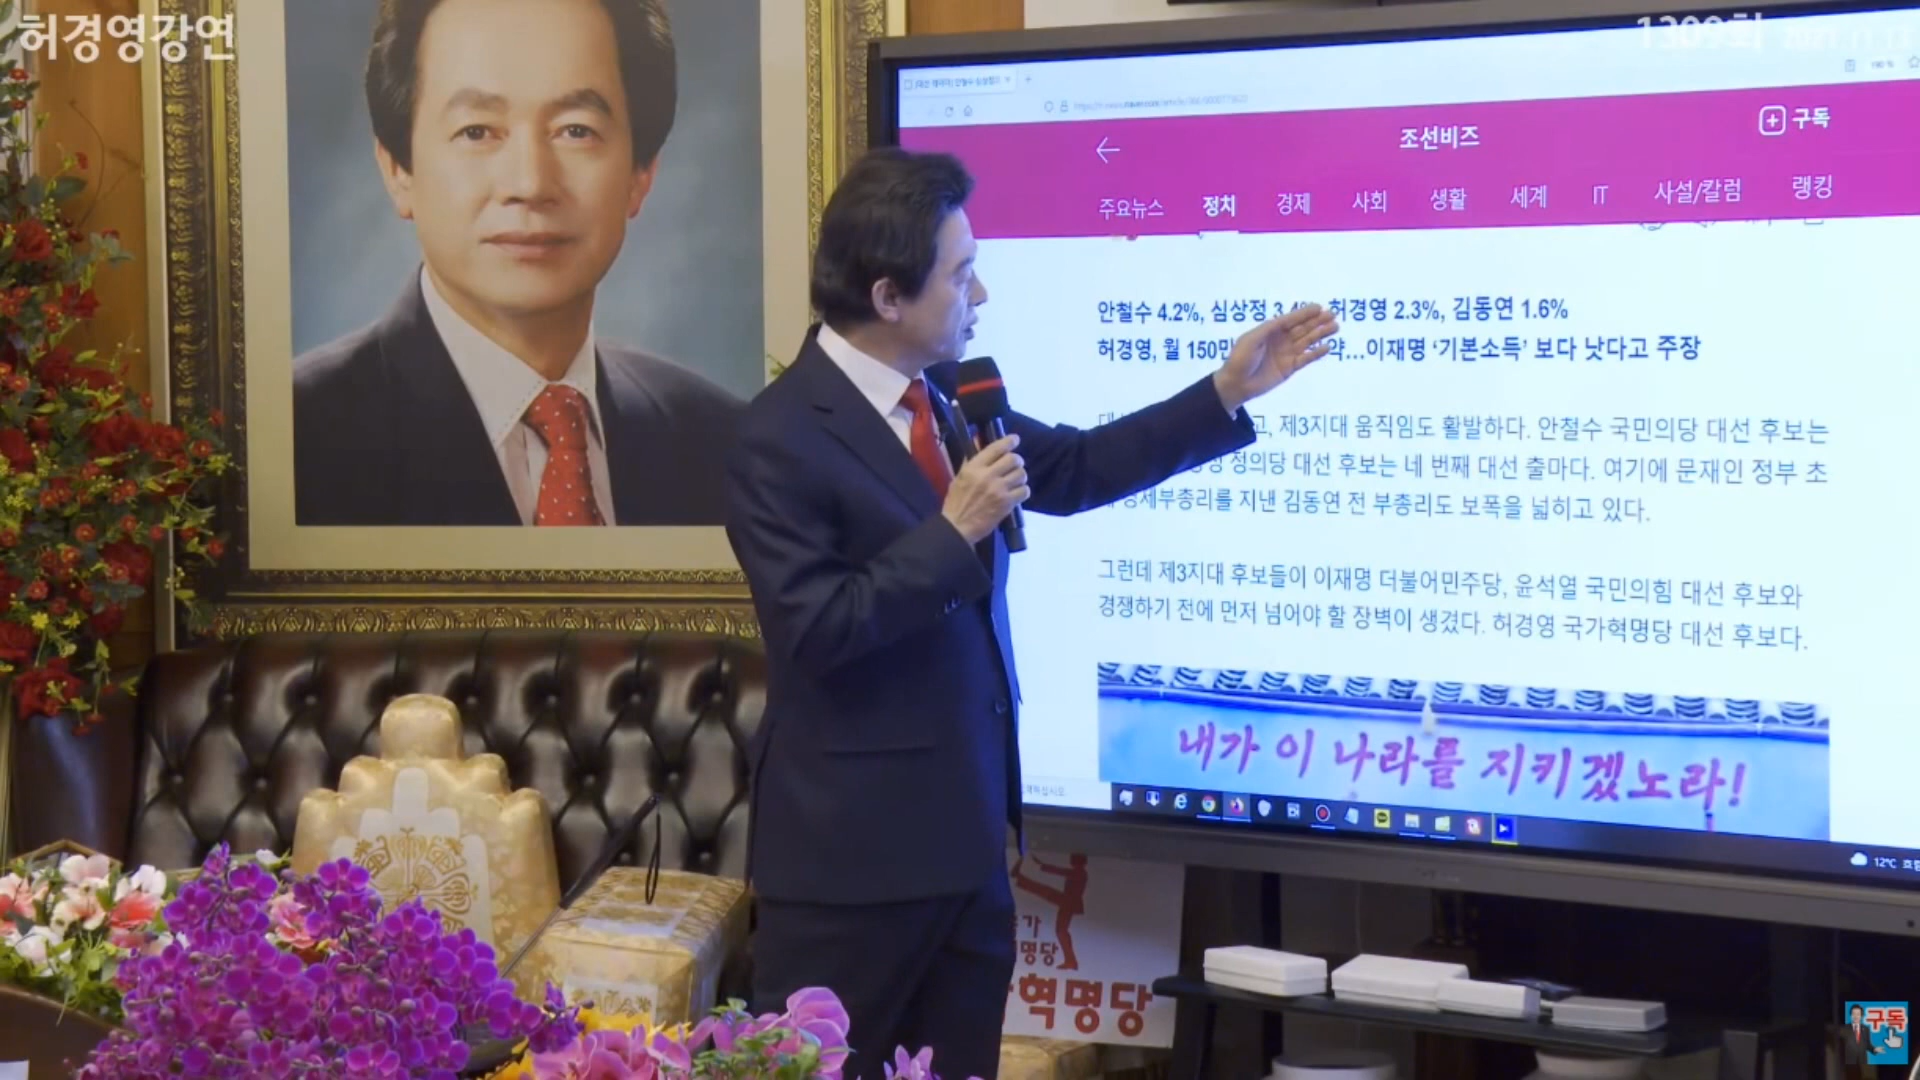 허경영강연
1309회
조선비즈
구독
주요뉴스 정치 경제 사회 생활 세계 IT 사설/칼럼 랭킹
안철수 4.2%, 심상정 허경영 2.3%, 김동연 1.6%
허경영, 월 이재명 ‘기본소득’ 보다 낫다고 주장
제3지대 움직임도 활발하다. 안철수 국민의당 대선 후보는
정의당 대선 후보는 네 번째 대선 출마다. 여기에 문재인 정부 초
경제부총리를 지낸 김동연 전 부총리도 보폭을 넓히고 있다.
그런데 제3지대 후보들이 이재명 더불어민주당, 윤석열 국민의힘 대선 후보와
경쟁하기 전에 먼저 넘어야 할 장벽이 생겼다. 허경영 국가혁명당 대선 후보다.
내가 이 나라를 지키겠노라!
12°C
혁명당
구독